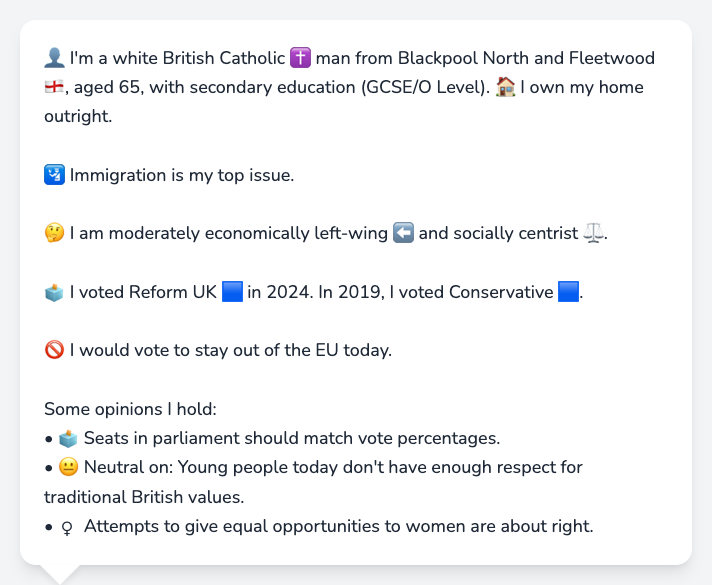 👤 I'm a white British Catholic ✝️ man from Blackpool North and Fleetwood
🏴󠁧󠁢󠁥󠁮󠁧󠁿, aged 65, with secondary education (GCSE/O Level). 🏠 I own my home
outright.
🛂 Immigration is my top issue.
🤔 I am moderately economically left-wing ⬅️ and socially centrist ⚖️.
🗳️ I voted Reform UK 🟦 in 2024. In 2019, I voted Conservative 🟦.
🚫 I would vote to stay out of the EU today.
Some opinions I hold:
• 🗳️ Seats in parliament should match vote percentages.
• 😐 Neutral on: Young people today don't have enough respect for
traditional British values.
• ♀ Attempts to give equal opportunities to women are about right.